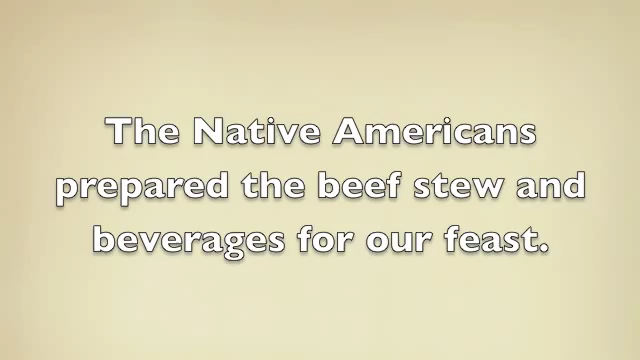 The Native Americans
prepared the beef stew and
beverages for our feast.